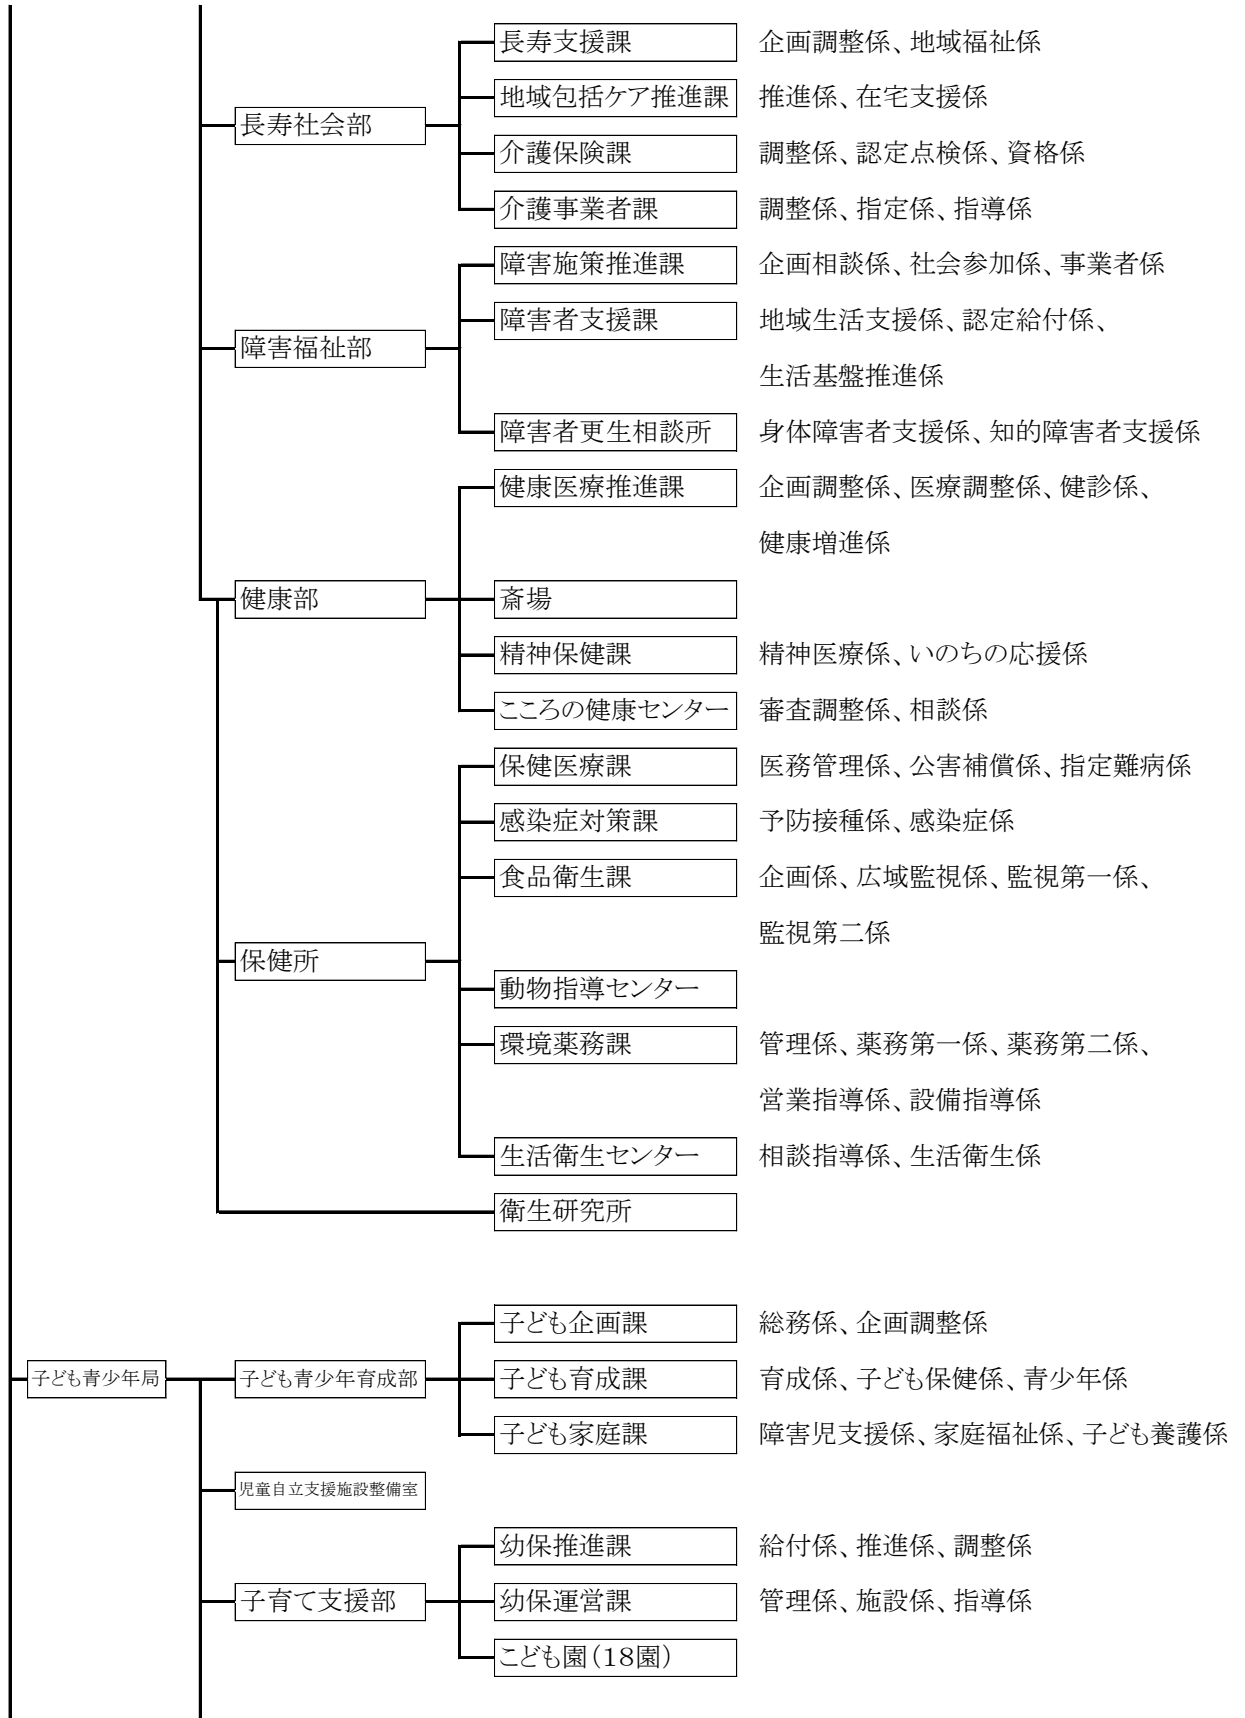 長寿支援課 企画調整係、地域福祉係
地域包括ケア推進課 推進係、在宅支援係
長寿社会部
介護保険課 調整係、認定点検係、資格係
介護事業者課 調整係、指定係、指導係
障害施策推進課 企画相談係、社会参加係、事業者係
障害者支援課 地域生活支援係、認定給付係、
障害福祉部
生活基盤推進係
障害者更生相談所 身体障害者支援係、知的障害者支援係
健康医療推進課 企画調整係、医療調整係、健診係、
健康増進係
健康部 斎場
精神保健課 精神医療係、いのちの応援係
こころの健康センター 審査調整係、相談係
保健医療課 医務管理係、公害補償係、指定難病係
感染症対策課 予防接種係、感染症係
食品衛生課 企画係、広域監視係、監視第一係、
監視第二係
保健所
動物指導センター
環境薬務課 管理係、薬務第一係、薬務第二係、
営業指導係、設備指導係
生活衛生センター 相談指導係、生活衛生係
衛生研究所
子ども企画課 総務係、企画調整係
子ども青少年局 子ども青少年育成部 子ども育成課 育成係、子ども保健係、青少年係
子ども家庭課 障害児支援係、家庭福祉係、子ども養護係
児童自立支援施設整備室
幼保推進課 給付係、推進係、調整係
子育て支援部 幼保運営課 管理係、施設係、指導係
こども園(18園)